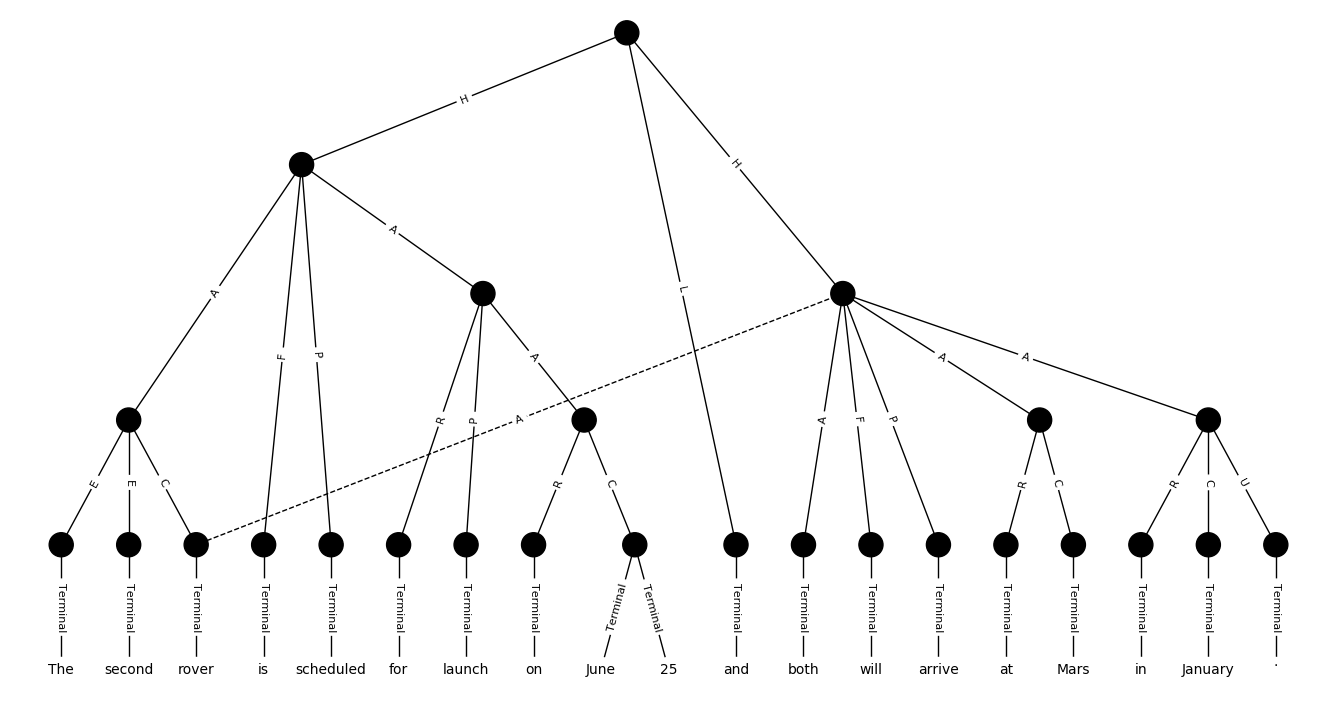 H
H
A
A
L
F
P
A
A
A
R
P
A
A
F
P
E
E
C
R
C
R
C
R
C
U
Terminal Terminal Terminal Terminal Terminal Terminal Terminal Terminal Terminal Terminal Terminal Terminal Terminal Terminal Terminal Terminal Terminal Terminal Terminal
The second rover is scheduled for launch on June 25 and both will arrive at Mars in January .